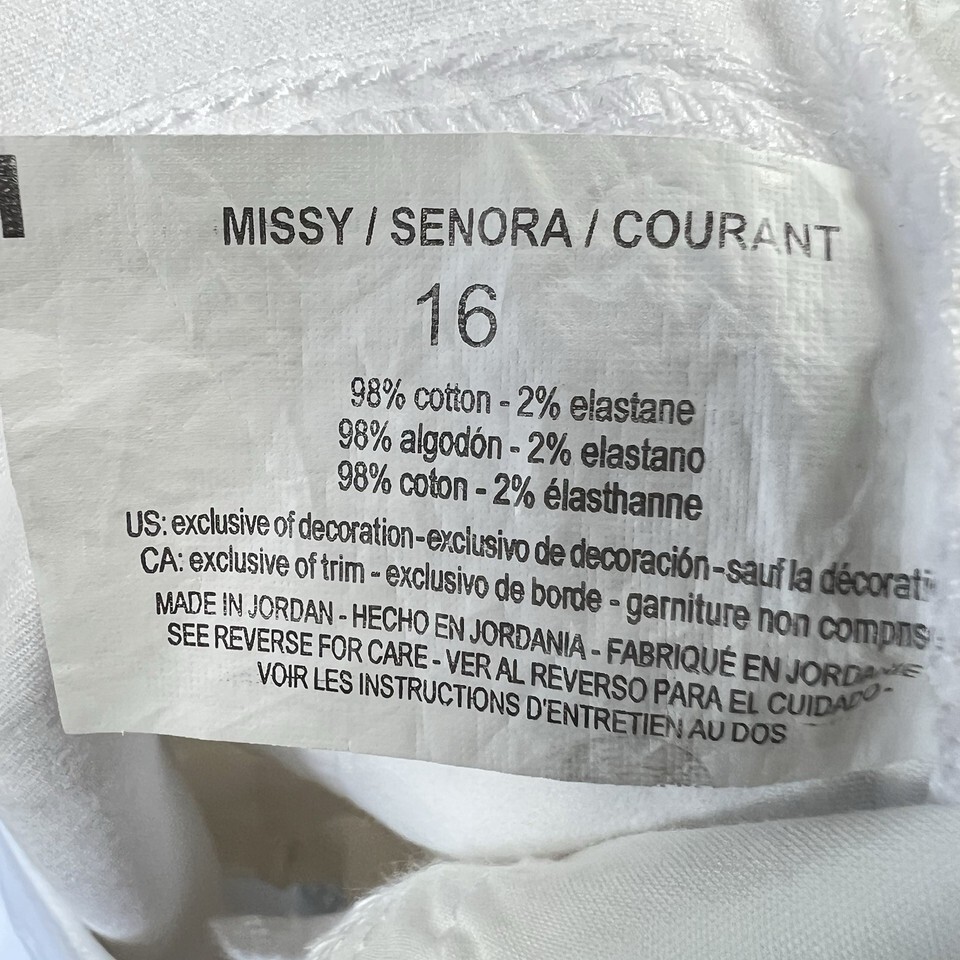 MISSY / SENORA / COURANT
16
98% cotton - 2% elastane
98% algodón - 2% elastano
98% coton - 2% élasthanne
US: exclusive of decoration-exclusivo de decoración-sauf la
CA: exclusive of trim - exclusivo de borde - garniture non
MADE IN JORDAN - HECHO EN JORDANIA - FABRIQUÉ EN JORDANIE
SEE REVERSE FOR CARE - VER AL REVERSO PARA EL CUIDADO -
VOIR LES INSTRUCTIONS D'ENTRETIEN AU DOS